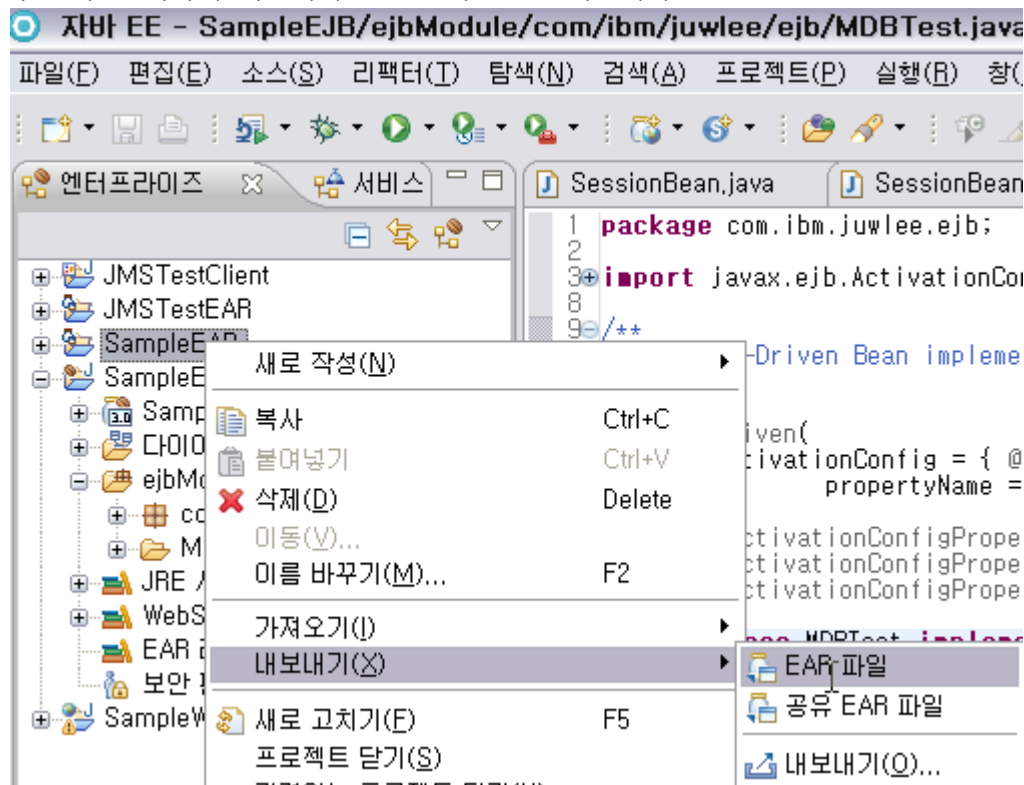 자바 EE - SampleEJB/ejbModule/com/ibm/juwlee/ejb/MDBTest.java
파일(F) 편집(E) 소스(S) 리팩터(T) 탐색(N) 검색(A) 프로젝트(P) 실행(R) 창(
엔터프라이즈 서비스
SessionBean.java SessionBean
1 package com.ibm.juwlee.ejb;
2
3 import javax.ejb.ActivationCon
8
9 /**
-Driven Bean impleme
iven(
tivationConfig = { @
propertyName =
ctivationConfigPrope
ctivationConfigPrope
ctivationConfigPrope
MDBTest impleme
JMSTestClient
JMSTestEAR
SampleEAR
SampleE
Samp
다이어
ejbMo
co
M
JRE
WebS
EAR
보안
SampleW
새로 작성(N)
복사 Ctrl+C
붙여넣기 Ctrl+V
삭제(D) Delete
이동(V)...
이름 바꾸기(M)... F2
가져오기(I)
내보내기(X)
새로 고치기(F) F5
프로젝트 닫기(S)
EAR 파일
공유 EAR 파일
내보내기(O)...